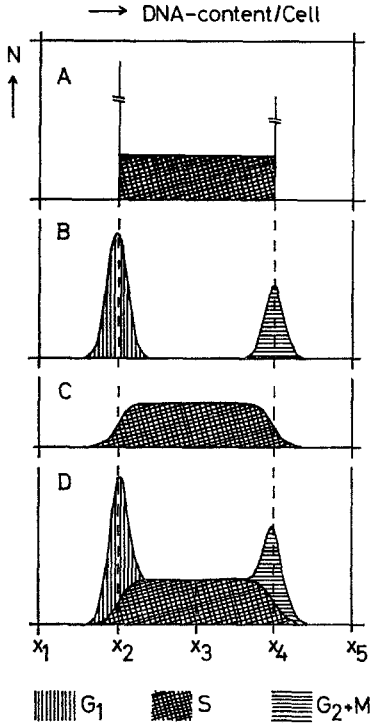 → DNA-content/Cell
N
A
B
C
D
x₁ x₂ x₃ x₄ x₅
G₁ S G₂+M